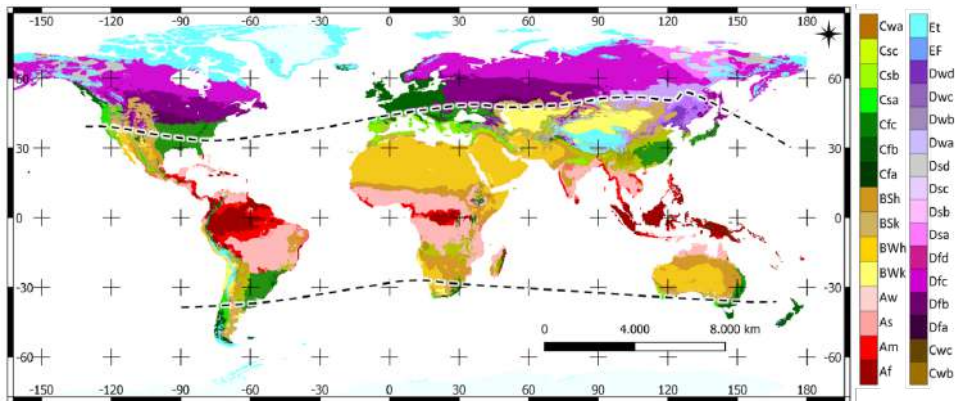 -150 -120 -90 -60 -30 0 30 60 90 120 150 180
60
30 30
0 0
-30 -30
-60 -60
0 4.000 8.000 km
-150 -120 -90 -60 -30 0 30 60 90 120 150 180
Cwa Et
Csc EF
Csb Dwd
Csa Dwc
Cfc Dwb
Cfb Dwa
Cfa Dsd
BSh Dsc
BSk Dsb
BWh Dsa
BWk Dfd
Aw Dfc
As Dfb
Am Dfa
Af Cwc
Cwb